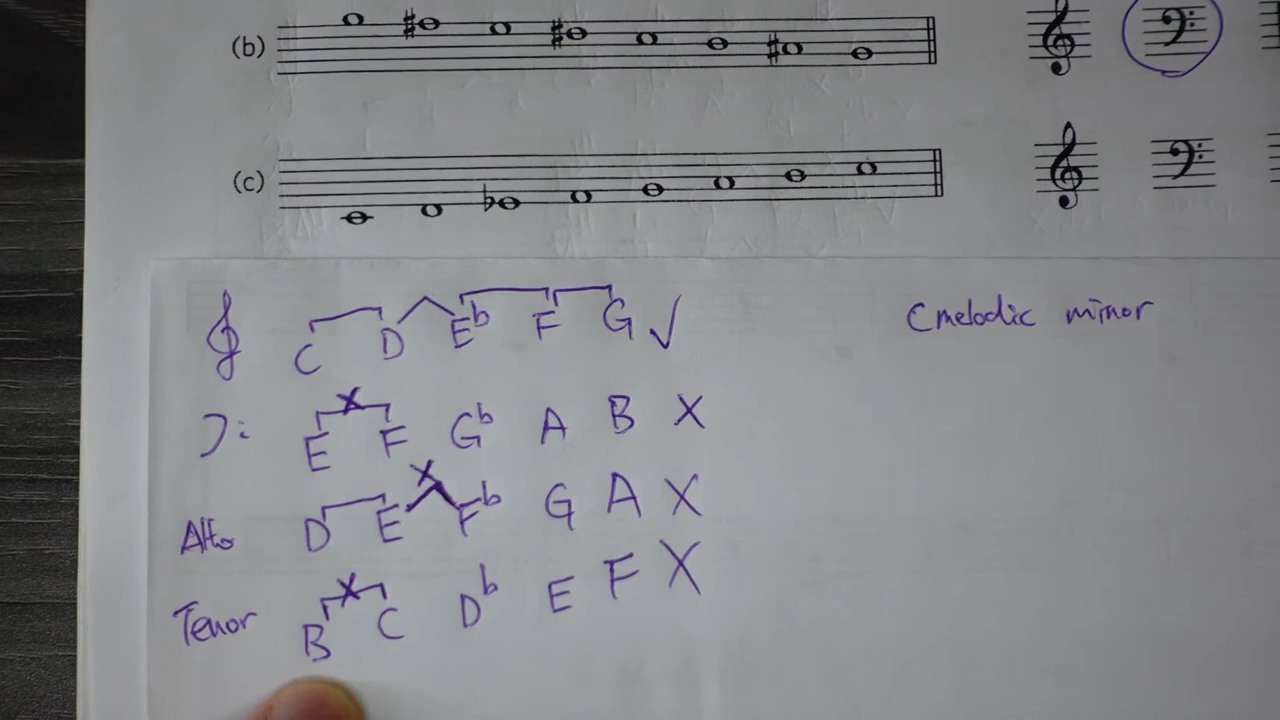 (b)
(c)
C D E♭ F G ✓ C melodic minor
E F G♭ A B X
Alto D E F♭ G A X
Tenor B C D♭ E F X